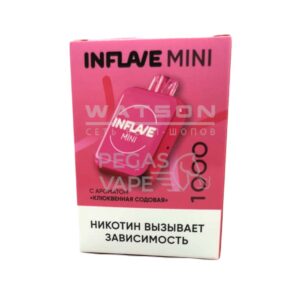 INFLAVE MINI
WATSON
СЕТЬ ВЕЙП-ШОПОВ
INFLAVE
MINI
PEGAS
VAPE
С АРОМАТОМ
«КЛЮКВЕННАЯ СОДОВАЯ»
1000
НИКОТИН ВЫЗЫВАЕТ
ЗАВИСИМОСТЬ